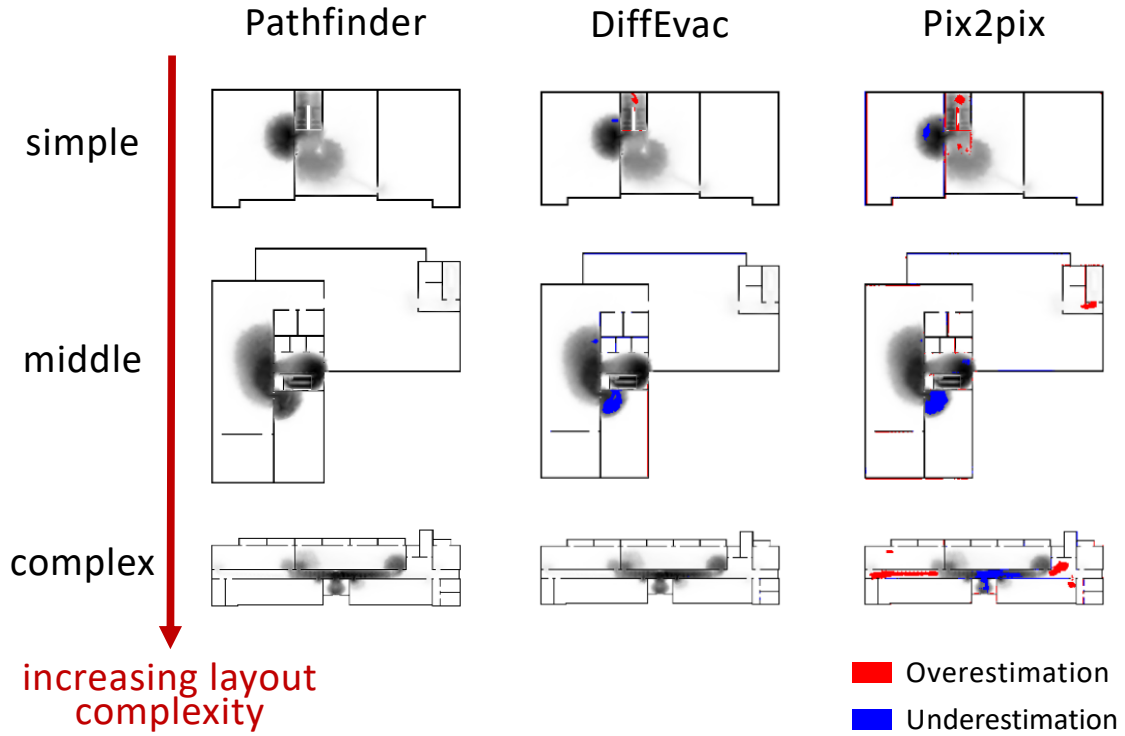 Pathfinder
DiffEvac
Pix2pix
simple
middle
complex
increasing layout
complexity
Overestimation
Underestimation